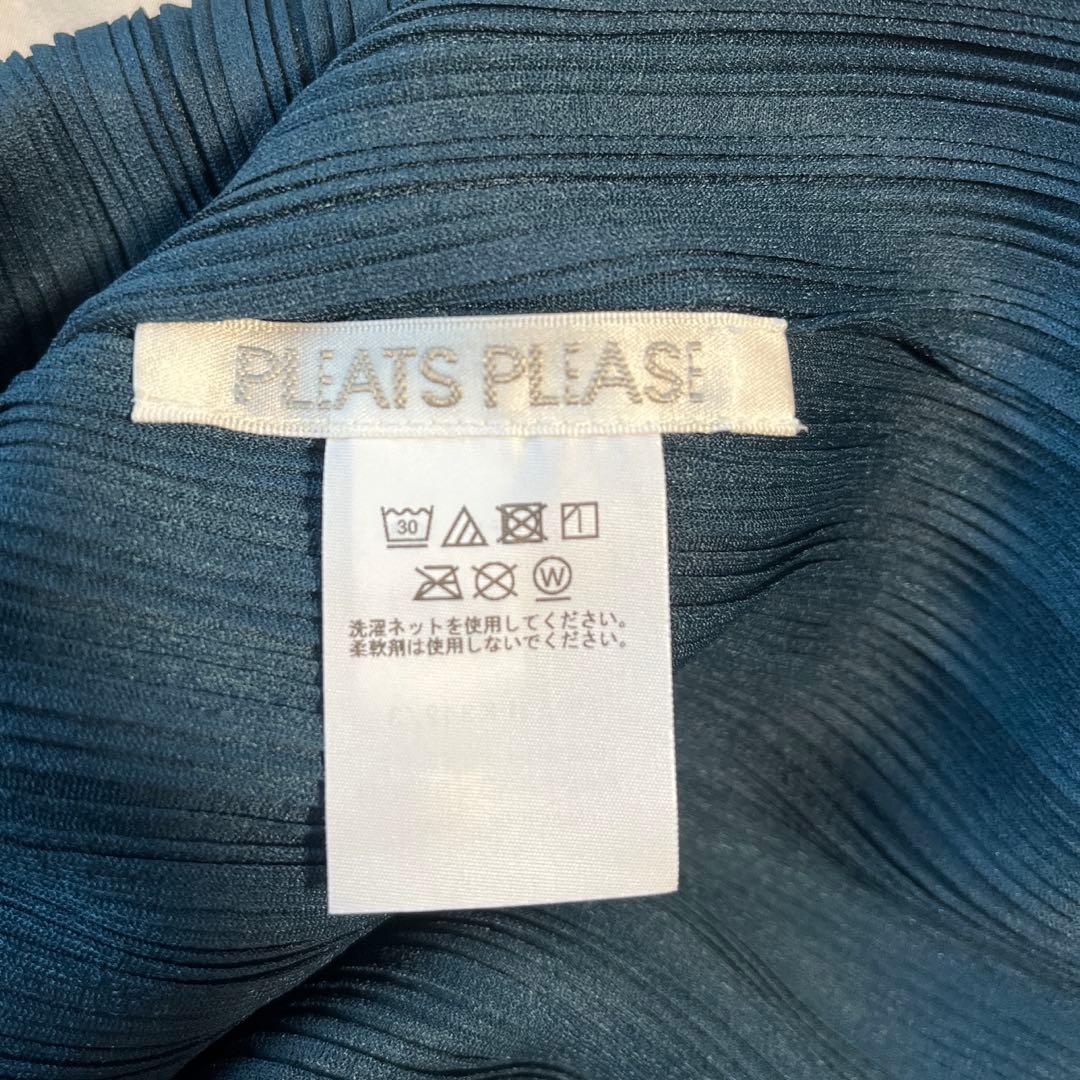 PLEATS PLEASE
30
W
洗濯ネットを使用してください。
柔軟剤は使用しないでください。